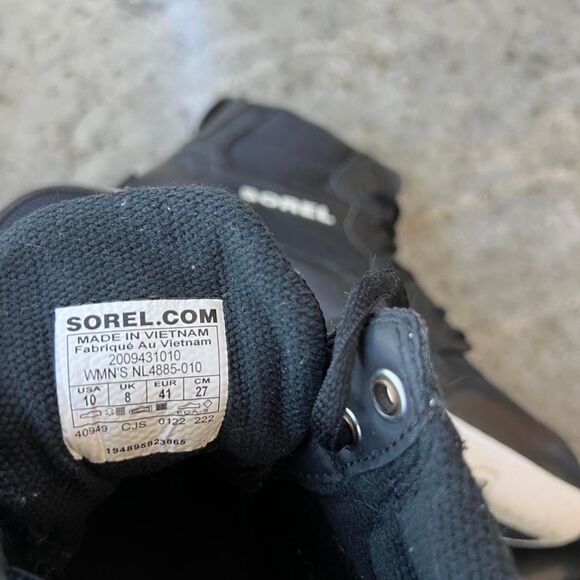 SOREL
SOREL.COM
MADE IN VIETNAM
Fabriqué Au Vietnam
2009431010
WMN'S NL4885-010
USA UK EUR CM
10 8 41 27
40949 CJS 0122 222
194895823865